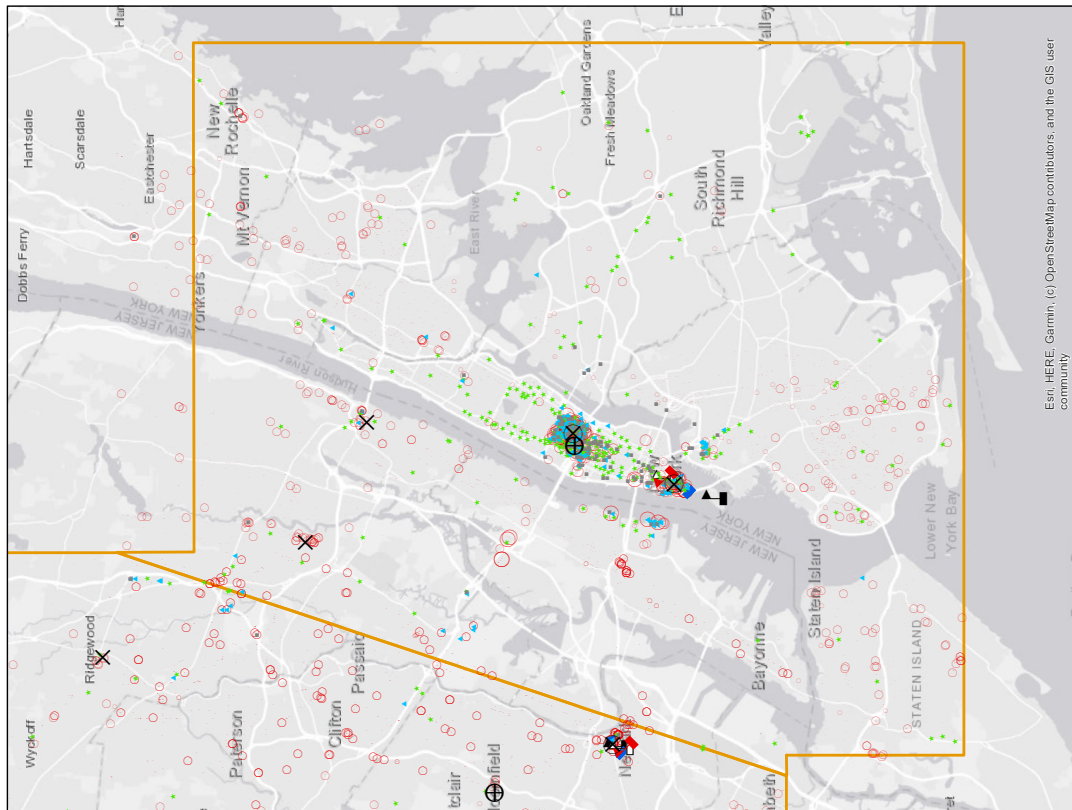 Hartsdale
Scarsdale
Eastchester
Dobbs Ferry
New
Rochelle
Mt Vernon
Yonkers
NEW YORK
NEW JERSEY
Hudson River
East River
Oakland Gardens
Fresh Meadows
Valley
South
Richmond
Hill
Ridgewood
Wyckoff
Paterson
Clifton
Passaic
NEW YORK
NEW JERSEY
Bayonne
Staten Island
STATEN ISLAND
Lower New
York Bay
Esri, HERE, Garmin, (c) OpenStreetMap contributors, and the GIS user
community